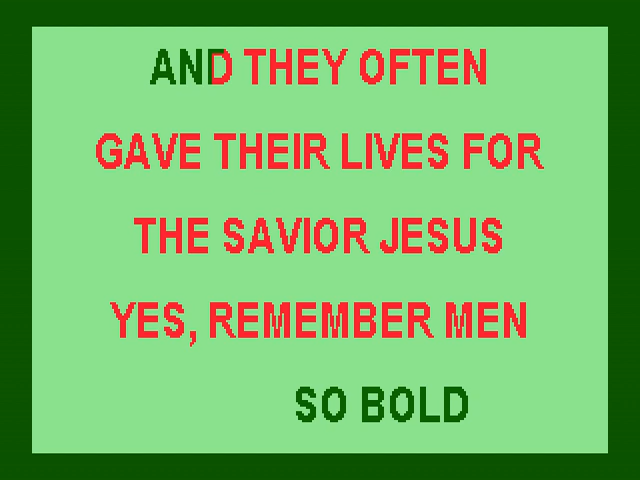 AND THEY OFTEN
GAVE THEIR LIVES FOR
THE SAVIOR JESUS
YES, REMEMBER MEN
SO BOLD